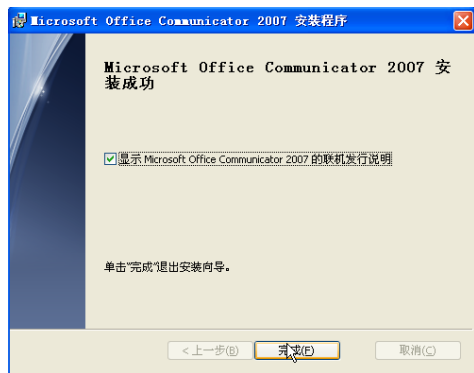 Microsoft Office Communicator 2007 安装程序
Microsoft Office Communicator 2007 安
装成功
显示 Microsoft Office Communicator 2007 的联机发行说明
单击“完成”退出安装向导。
< 上一步(B)
完成(F)
取消(C)